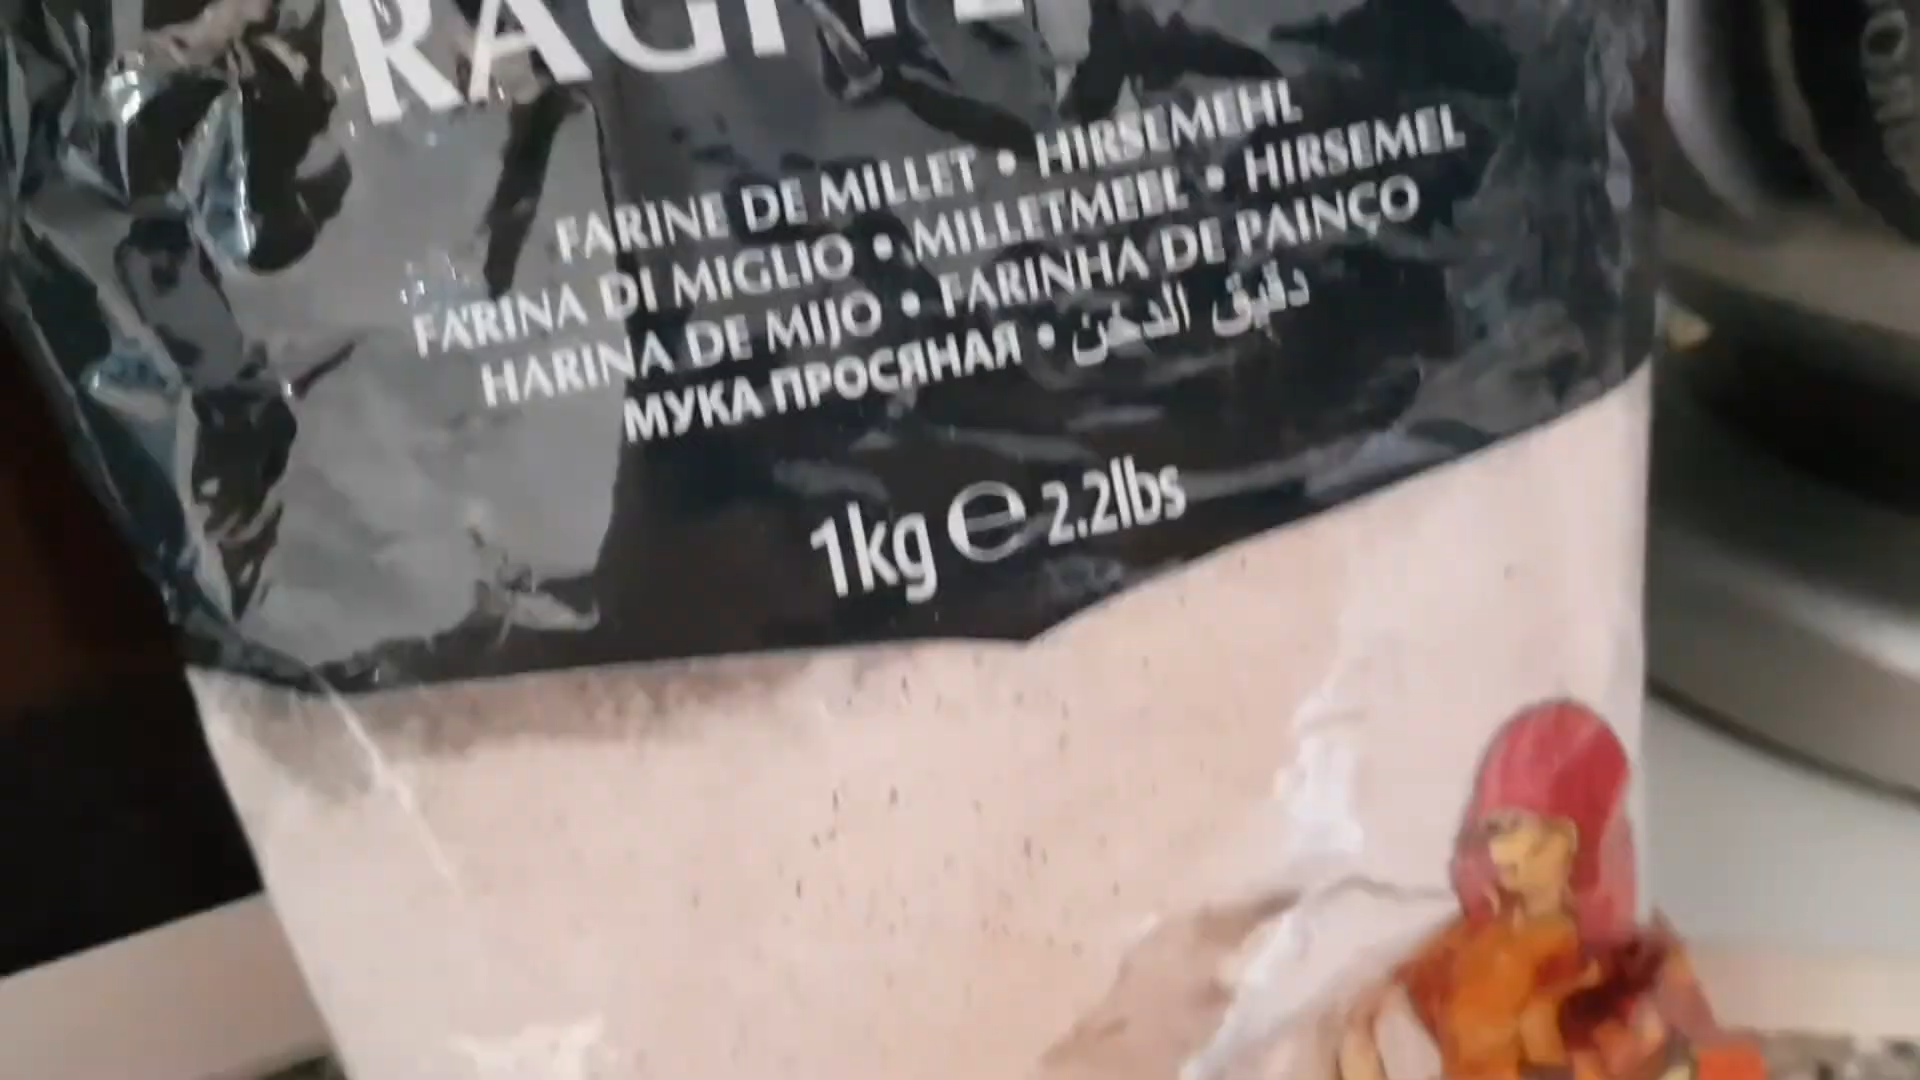 RAGI
FARINE DE MILLET • HIRSEMEHL
FARINA DI MIGLIO • MILLETMEEL • HIRSEMEL
HARINA DE MIJO • FARINHA DE PAINÇO
МУКА ПРОСЯНАЯ • دقيق الدخن
1kg e 2.2lbs